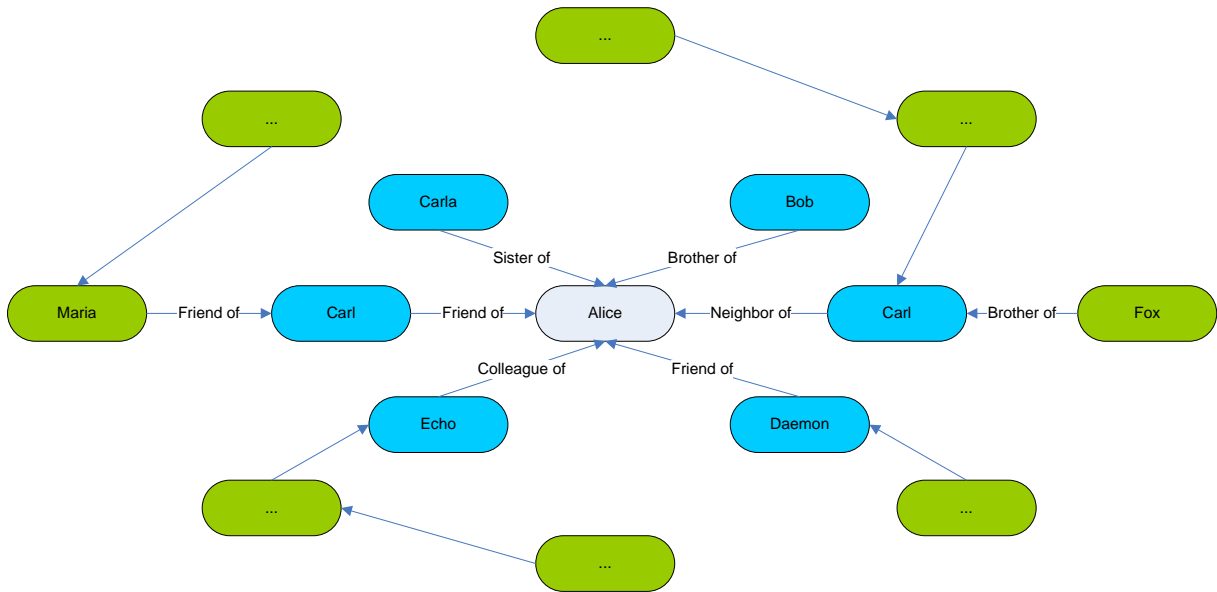 ...
...
...
Carla
Bob
Sister of
Brother of
Maria
Friend of
Carl
Friend of
Alice
Neighbor of
Carl
Brother of
Fox
Colleague of
Friend of
Echo
Daemon
...
...
...